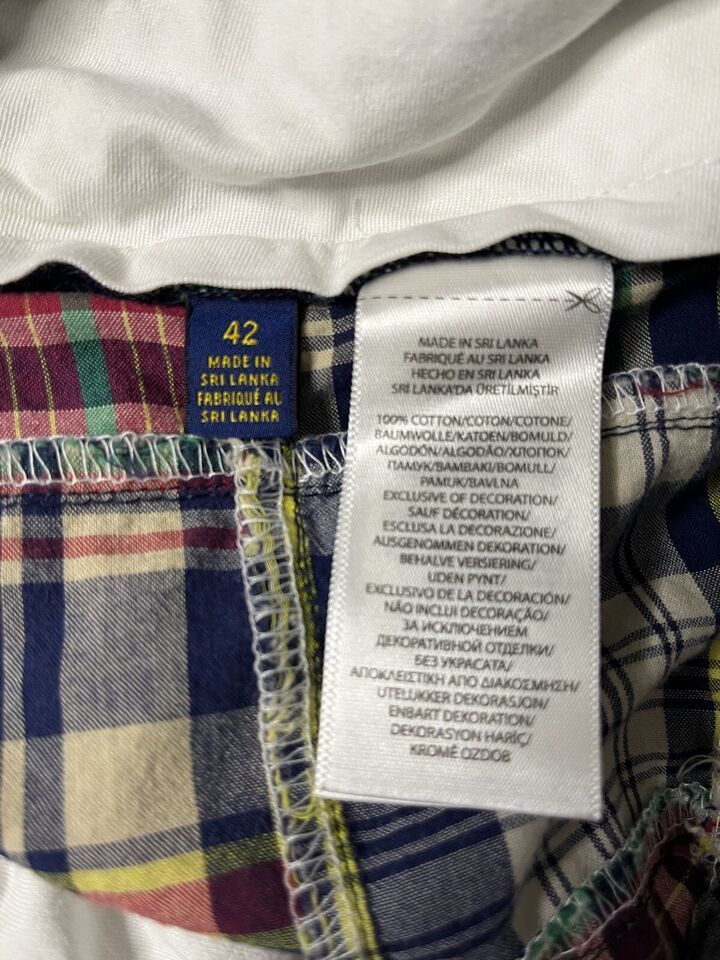 42
MADE IN
SRI LANKA
FABRIQUÉ AU
SRI LANKA
MADE IN SRI LANKA
FABRIQUÉ AU SRI LANKA
HECHO EN SRI LANKA
SRI LANKA'DA ÜRETİLMİŞTİR
100% COTTON/COTON/COTONE/
BAUMWOLLE/KATOEN/BOMULD/
ALGODÓN/ALGODÃO/ХЛОПОК/
ПАМУК/ΒΑΜΒΑΚΙ/BOMULL/
PAMUK/BAVLNA
EXCLUSIVE OF DECORATION/
SAUF DÉCORATION/
ESCLUSA LA DECORAZIONE/
AUSGENOMMEN DEKORATION/
BEHALVE VERSIERING/
UDEN PYNT/
EXCLUSIVO DE LA DECORACIÓN/
NÃO INCLUI DECORAÇÃO/
ЗА ИСКЛЮЧЕНИЕМ
ДЕКОРАТИВНОЙ ОТДЕЛКИ/
БЕЗ УКРАСАТА/
ΑΠΟΚΛΕΙΣΤΙΚΗ ΑΠΟ ΔΙΑΚΟΣΜΗΣΗ/
UTELUKKER DEKORASJON/
ENBART DEKORATION/
DEKORASYON HARİÇ/
KROMĚ OZDOB